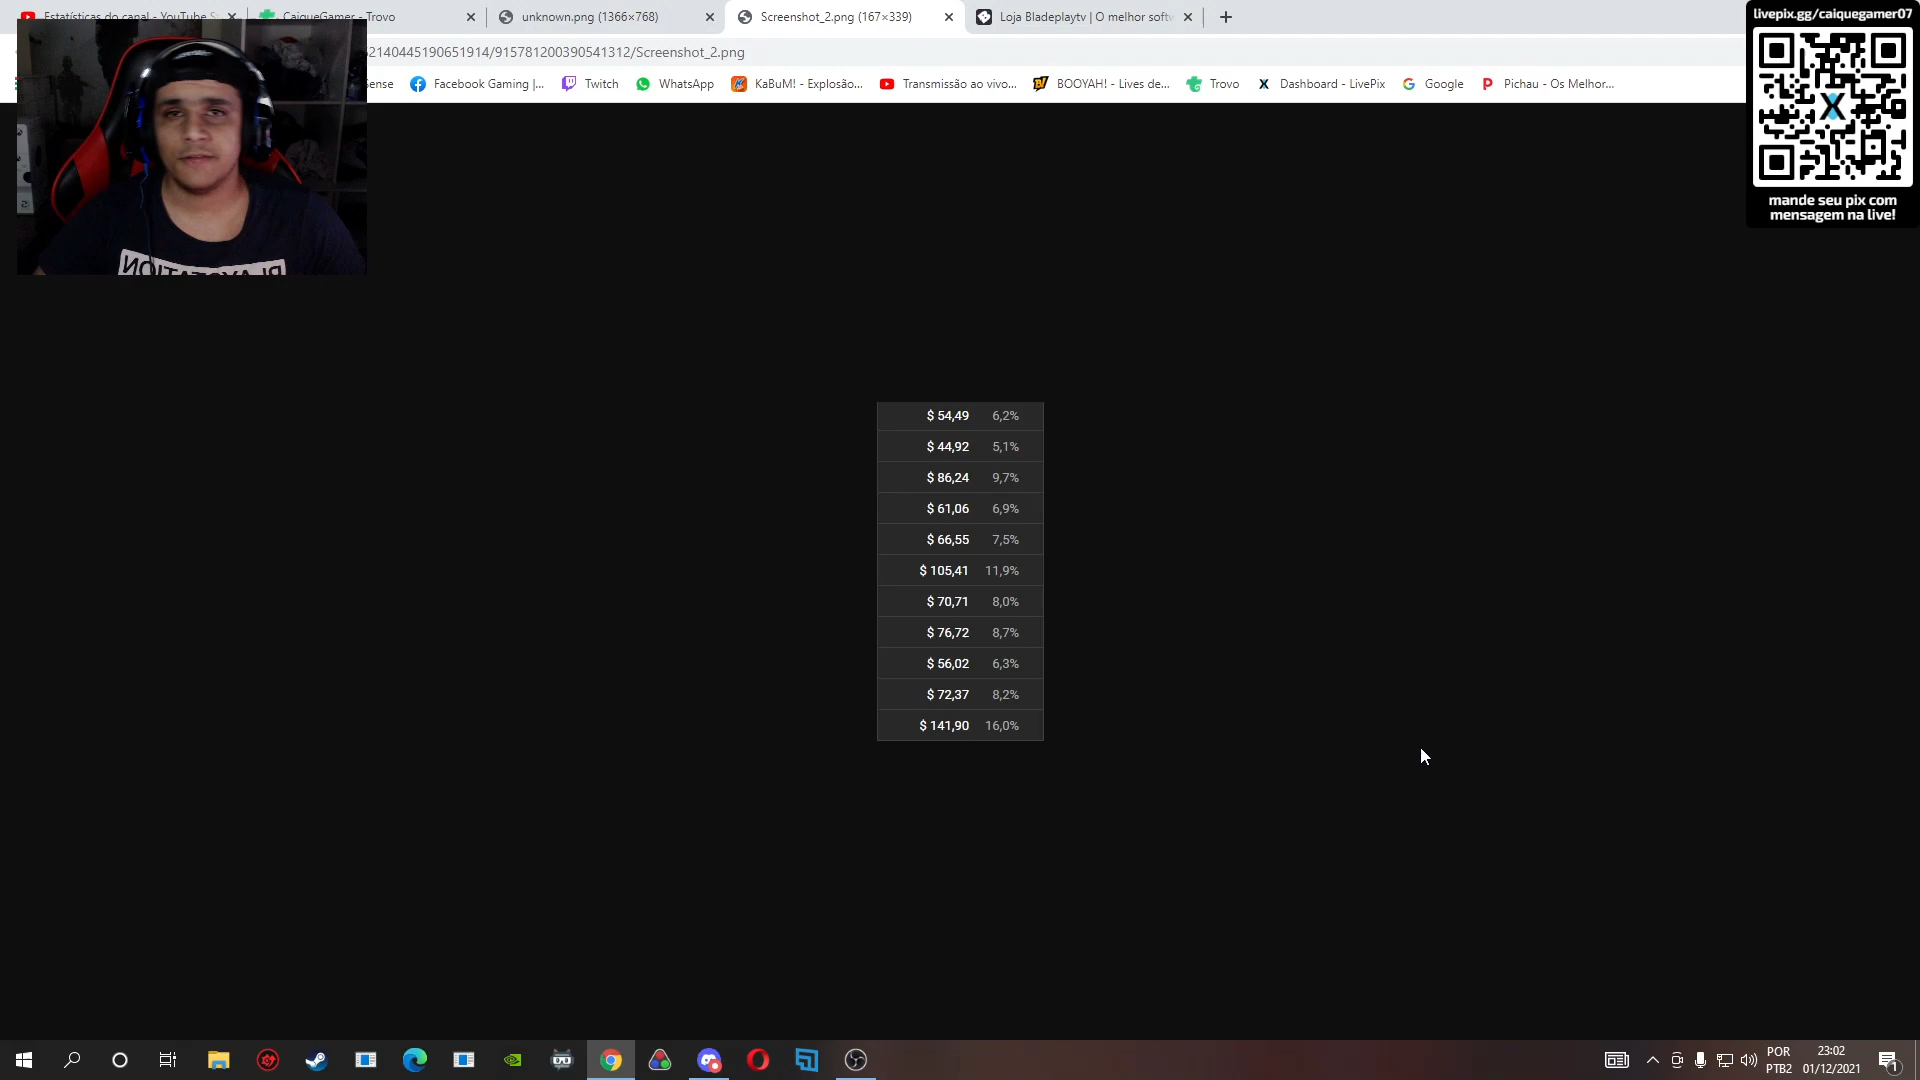 Estatísticas do canal - YouTube S
CaiqueGamer - Trovo
unknown.png (1366×768)
Screenshot_2.png (167×339)
Loja Bladeplaytv | O melhor softw
2140445190651914/915781200390541312/Screenshot_2.png
Sense
Facebook Gaming |...
Twitch
WhatsApp
KaBuM! - Explosão...
Transmissão ao vivo...
BOOYAH! - Lives de...
Trovo
Dashboard - LivePix
Google
Pichau - Os Melhor...
livepix.gg/caiquegamer07
mande seu pix com
mensagem na live!
$ 54,49 6,2%
$ 44,92 5,1%
$ 86,24 9,7%
$ 61,06 6,9%
$ 66,55 7,5%
$ 105,41 11,9%
$ 70,71 8,0%
$ 76,72 8,7%
$ 56,02 6,3%
$ 72,37 8,2%
$ 141,90 16,0%
POR
PTB2
23:02
01/12/2021
1